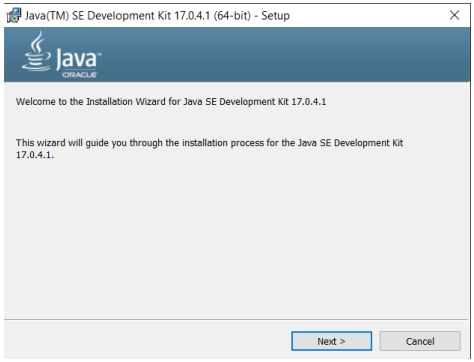 Java(TM) SE Development Kit 17.0.4.1 (64-bit) - Setup
Java™
ORACLE
Welcome to the Installation Wizard for Java SE Development Kit 17.0.4.1
This wizard will guide you through the installation process for the Java SE Development Kit
17.0.4.1.
Next >
Cancel